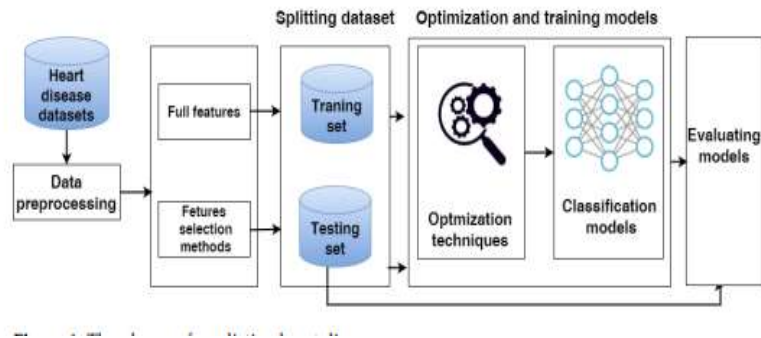 Splitting dataset
Optimization and training models
Heart
disease
datasets
Data
preprocessing
Full features
Fetures
selection
methods
Traning
set
Testing
set
Optmization
techniques
Classification
models
Evaluating
models